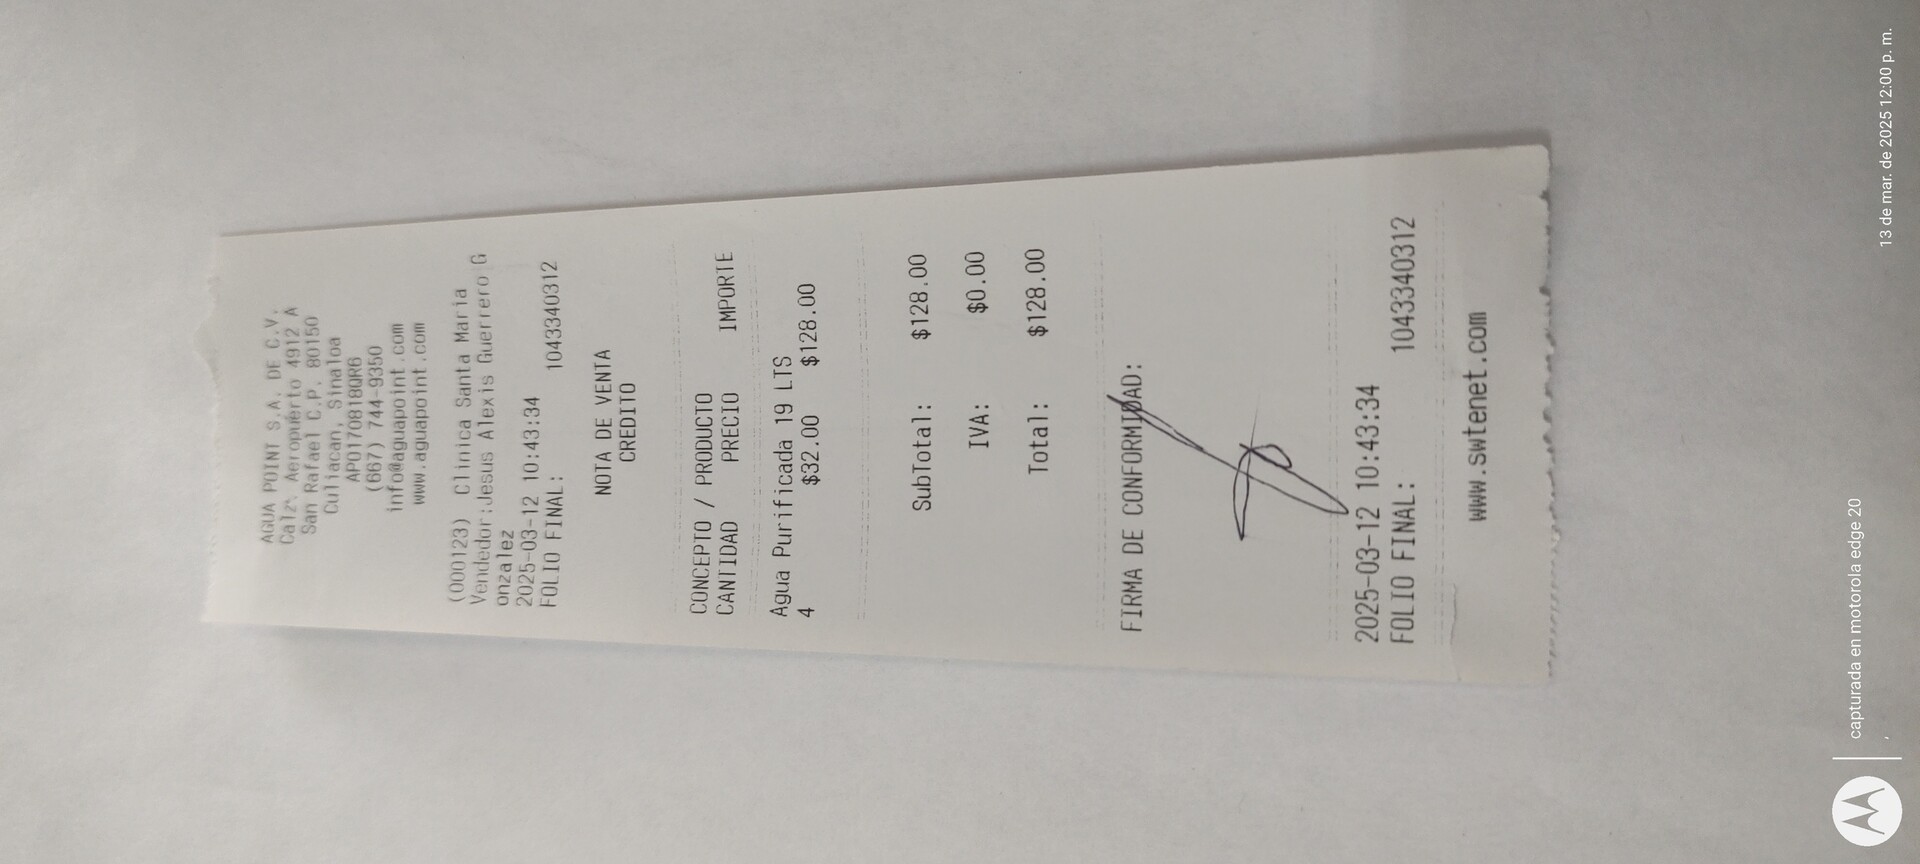 AGUA POINT S.A. DE C.V.
Calz. Aeropuerto 4912 A
San Rafael C.P. 80150
Culiacan, Sinaloa
APO170818QR6
(667) 744-9350
info@aguapoint.com
www.aguapoint.com
(000123) Clinica Santa Maria
Vendedor:Jesus Alexis Guerrero G
onzalez
2025-03-12 10:43:34
FOLIO FINAL: 1043340312
NOTA DE VENTA
CREDITO
CONCEPTO / PRODUCTO
CANTIDAD PRECIO IMPORTE
Agua Purificada 19 LTS
4 $32.00 $128.00
SubTotal: $128.00
IVA: $0.00
Total: $128.00
FIRMA DE CONFORMIDAD:
2025-03-12 10:43:34
FOLIO FINAL: 1043340312
www.swtenet.com
capturada en motorola edge 20
13 de mar. de 2025 12:00 p. m.